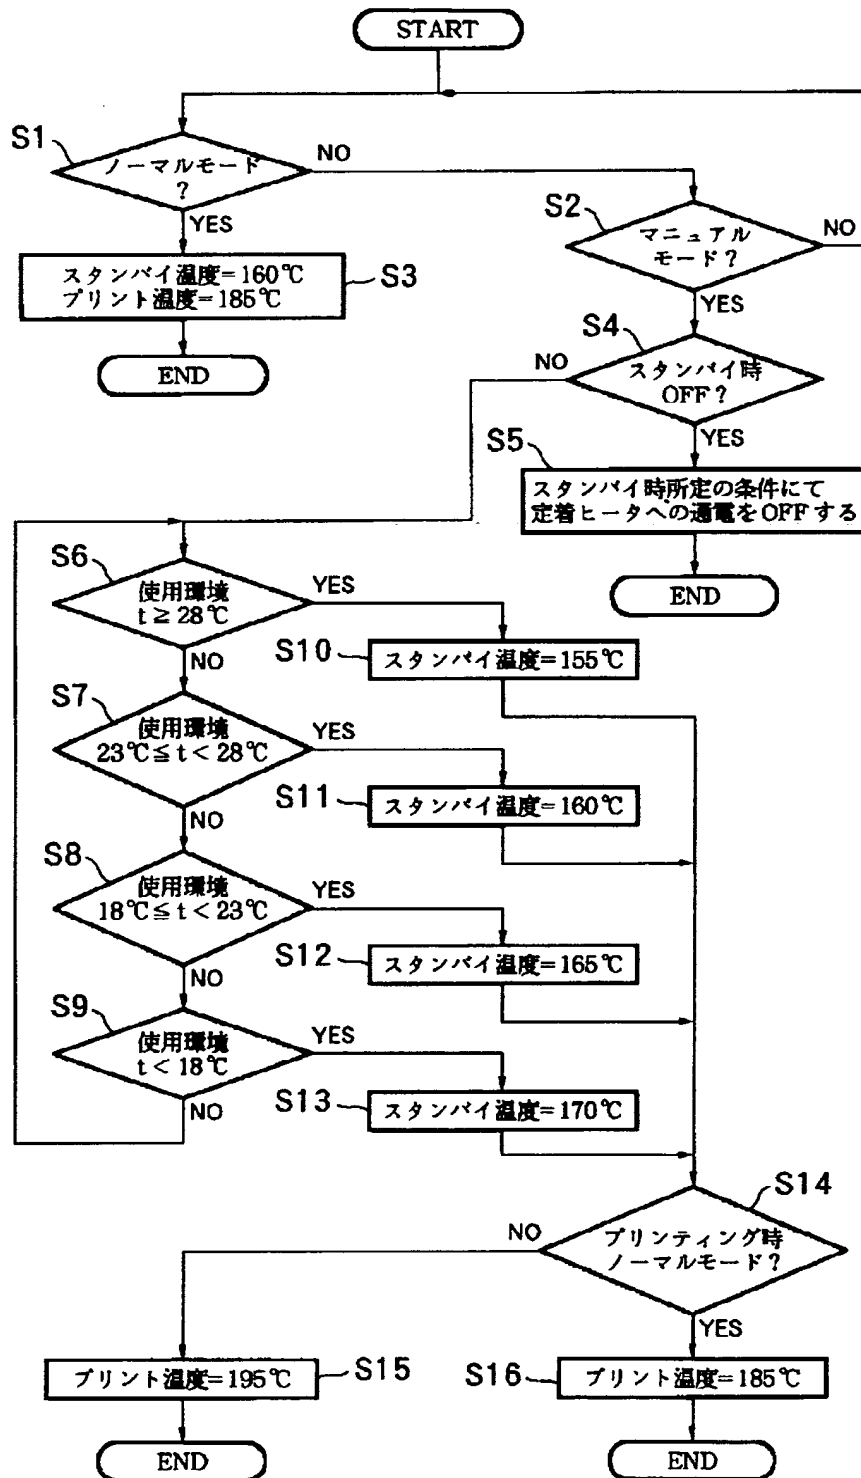 START
S1
ノーマルモード
?
NO
YES
S2
マニュアル
モード?
NO
YES
スタンバイ温度=160℃
プリント温度=185℃
S3
END
S4
スタンバイ時
OFF?
NO
YES
S5
スタンバイ時所定の条件にて
定着ヒータへの通電をOFFする
END
S6
使用環境
t≧28℃
YES
NO
S10
スタンバイ温度=155℃
S7
使用環境
23℃≦t<28℃
YES
NO
S11
スタンバイ温度=160℃
S8
使用環境
18℃≦t<23℃
YES
NO
S12
スタンバイ温度=165℃
S9
使用環境
t<18℃
YES
NO
S13
スタンバイ温度=170℃
S14
プリンティング時
ノーマルモード?
NO
YES
プリント温度=195℃
S15
S16
プリント温度=185℃
END
END